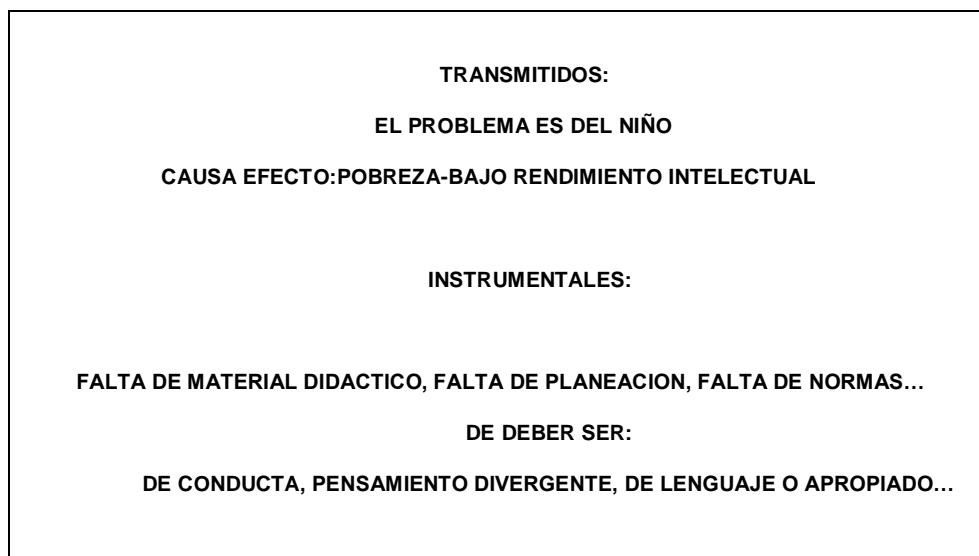 TRANSMITIDOS:
EL PROBLEMA ES DEL NIÑO
CAUSA EFECTO:POBREZA-BAJO RENDIMIENTO INTELECTUAL
INSTRUMENTALES:
FALTA DE MATERIAL DIDACTICO, FALTA DE PLANEACION, FALTA DE NORMAS…
DE DEBER SER:
DE CONDUCTA, PENSAMIENTO DIVERGENTE, DE LENGUAJE O APROPIADO…